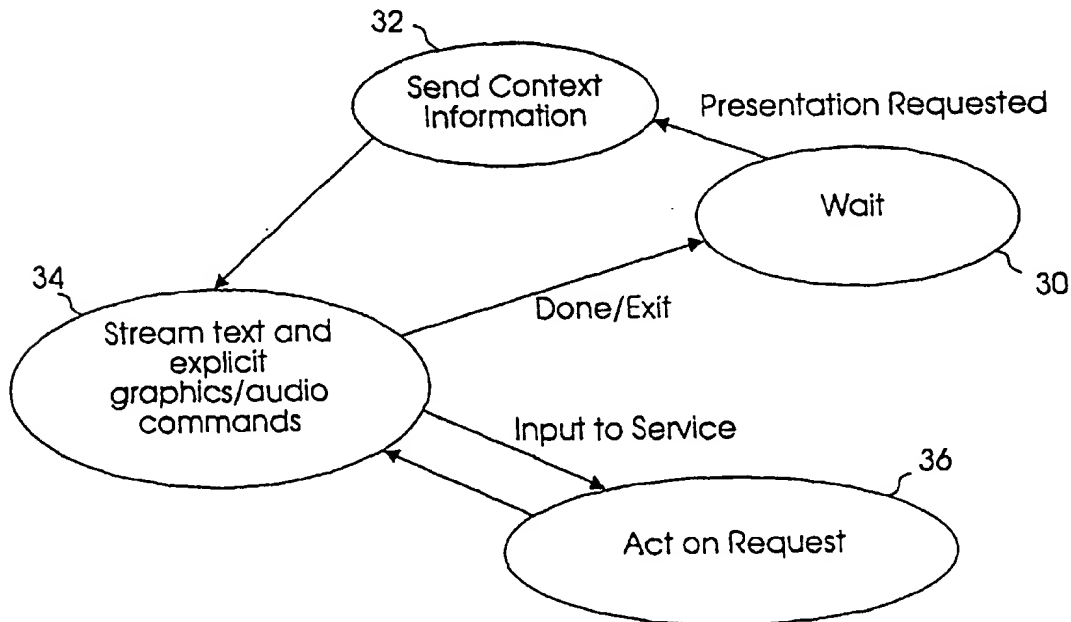 32
Send Context
Information
Presentation Requested
Wait
30
34
Stream text and
explicit
graphics/audio
commands
Done/Exit
Input to Service
36
Act on Request